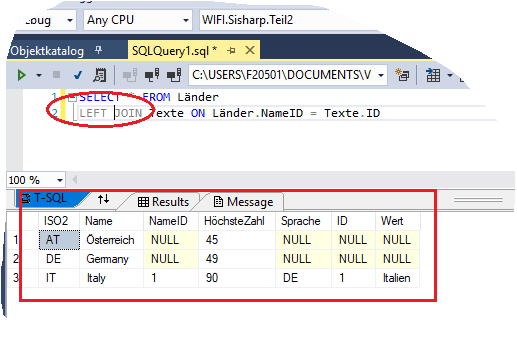 Any CPU
WIFI.Sisharp.Teil2
Objektkatalog
SQLQuery1.sql *
C:\USERS\F20501\DOCUMENTS\V
1 SELECT * FROM Länder
2 LEFT JOIN Texte ON Länder.NameID = Texte.ID
100 %
T-SQL Results Message
ISO2 Name NameID HöchsteZahl Sprache ID Wert
1 AT Österreich NULL 45 NULL NULL NULL
2 DE Germany NULL 49 NULL NULL NULL
3 IT Italy 1 90 DE 1 Italien